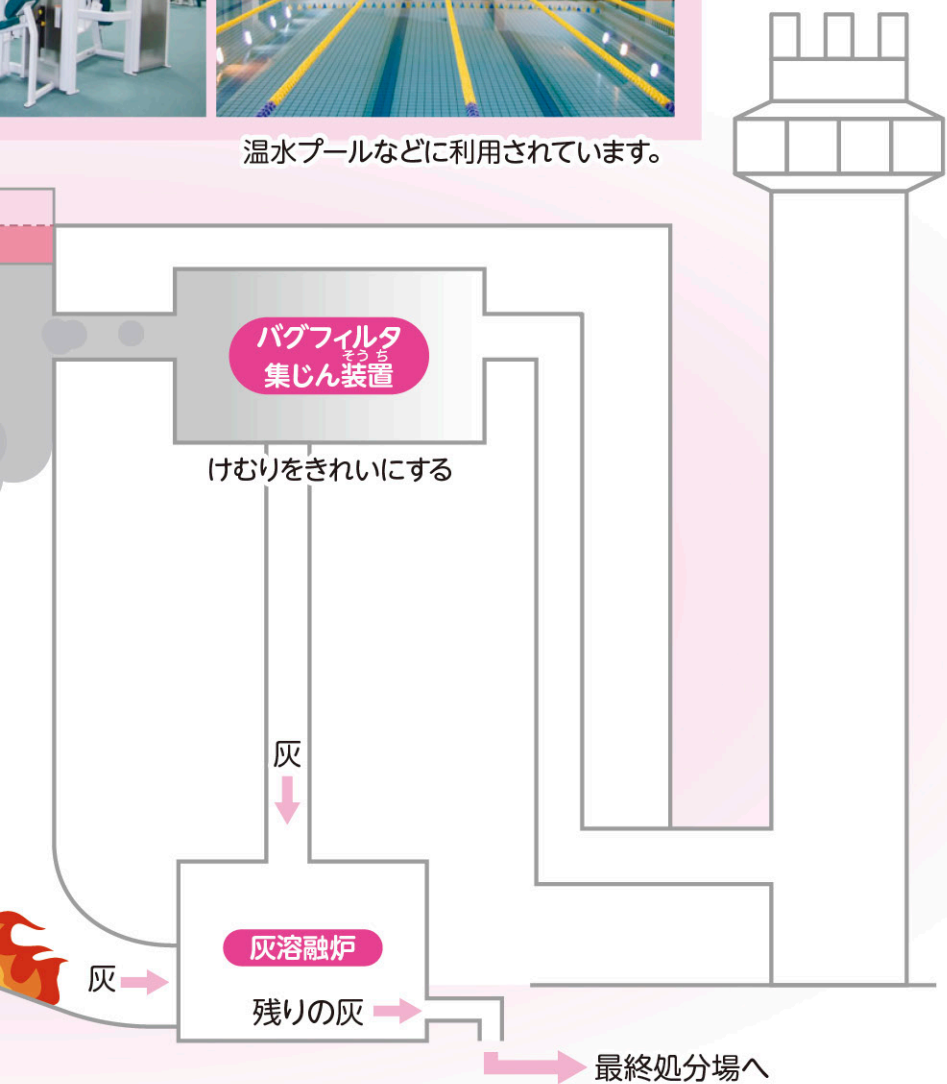 温水プールなどに利用されています。
バグフィルタ
そうち
集じん装置
けむりをきれいにする
灰
灰溶融炉
灰
残りの灰
最終処分場へ